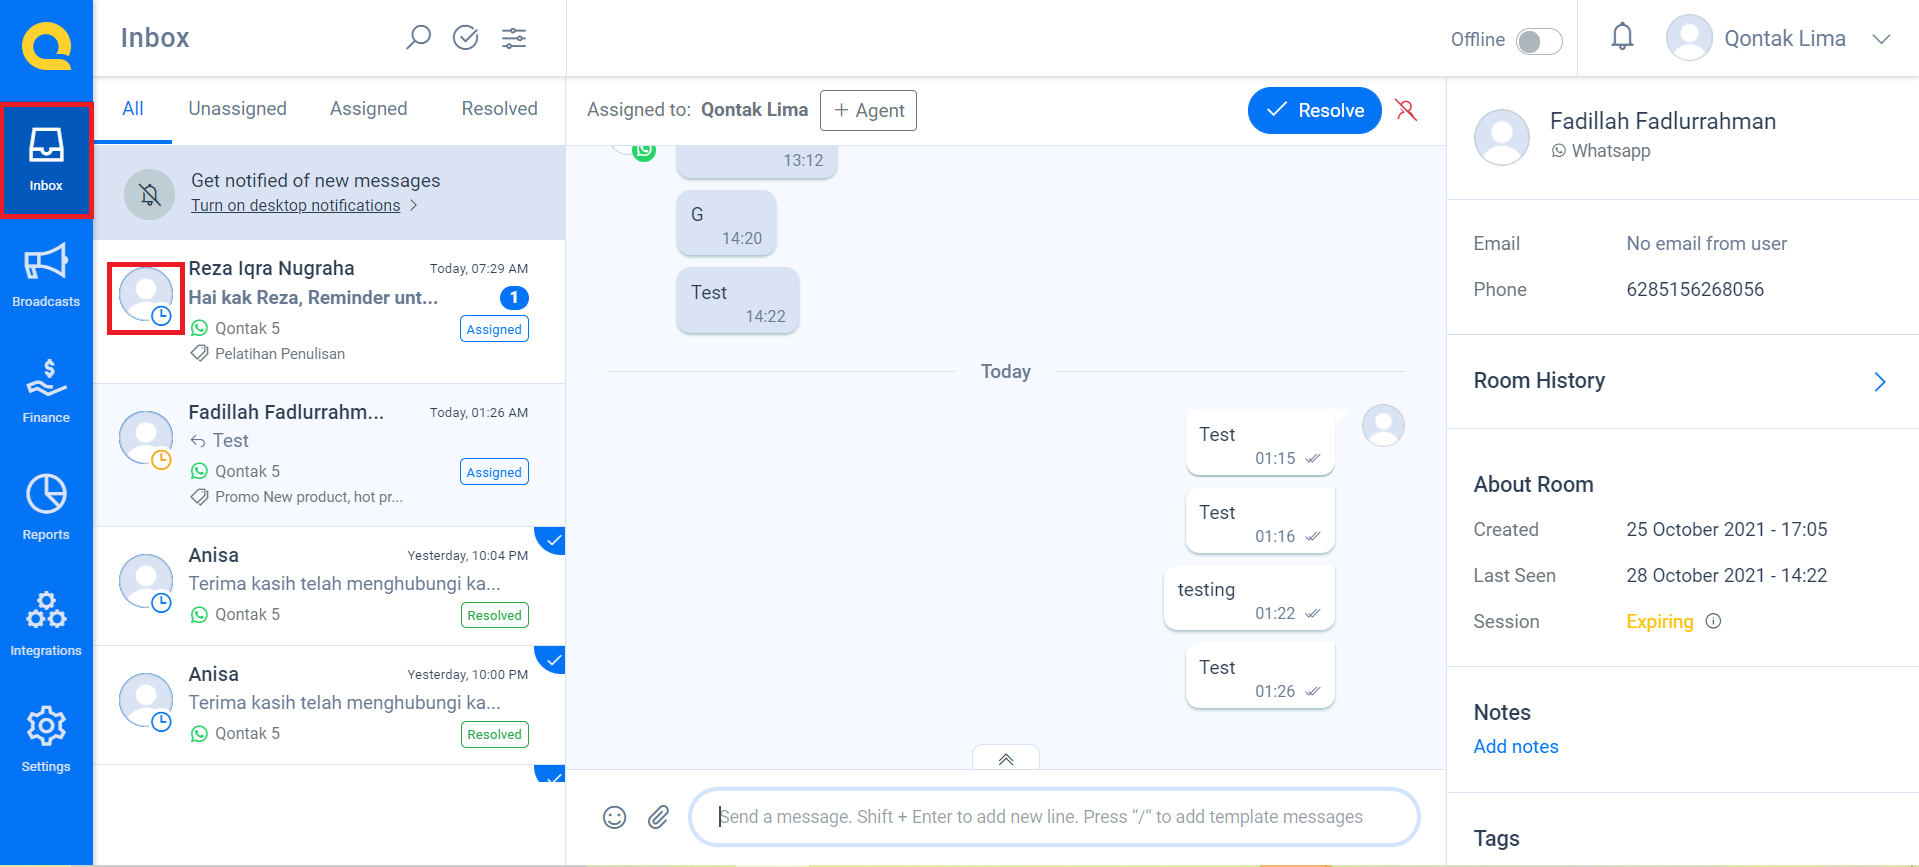 Inbox
Broadcasts
Finance
Reports
Integrations
Settings
Inbox
All Unassigned Assigned Resolved
Get notified of new messages
Turn on desktop notifications
Reza Iqra Nugraha Today, 07:29 AM
Hai kak Reza, Reminder unt... 1
Qontak 5 Assigned
Pelatihan Penulisan
Fadillah Fadlurrahm... Today, 01:26 AM
Test
Qontak 5 Assigned
Promo New product, hot pr...
Anisa Yesterday, 10:04 PM
Terima kasih telah menghubungi ka...
Qontak 5 Resolved
Anisa Yesterday, 10:00 PM
Terima kasih telah menghubungi ka...
Qontak 5 Resolved
Offline Qontak Lima
Assigned to: Qontak Lima + Agent Resolve
13:12
G
14:20
Test
14:22
Today
Test
01:15
Test
01:16
testing
01:22
Test
01:26
Send a message. Shift + Enter to add new line. Press “/“ to add template messages
Fadillah Fadlurrahman
Whatsapp
Email No email from user
Phone 6285156268056
Room History
About Room
Created 25 October 2021 - 17:05
Last Seen 28 October 2021 - 14:22
Session Expiring
Notes
Add notes
Tags